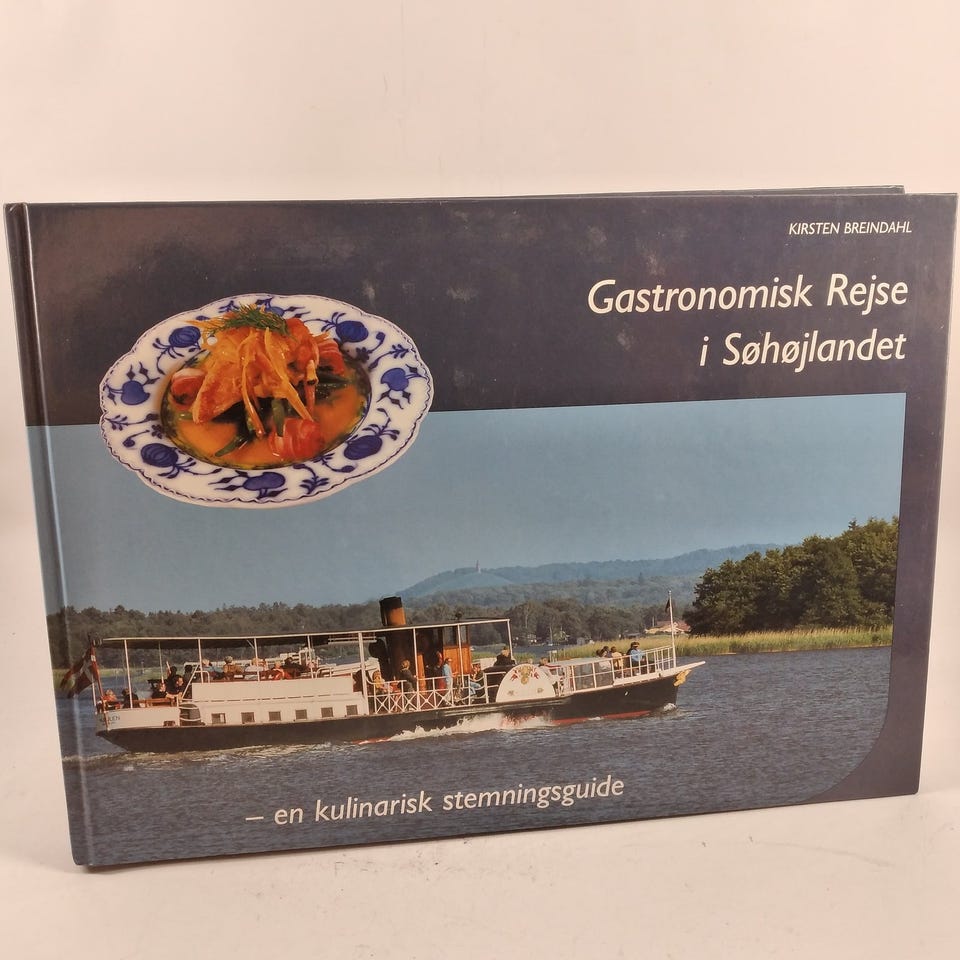 KIRSTEN BREINDAHL
Gastronomisk Rejse
i Søhøjlandet
– en kulinarisk stemningsguide